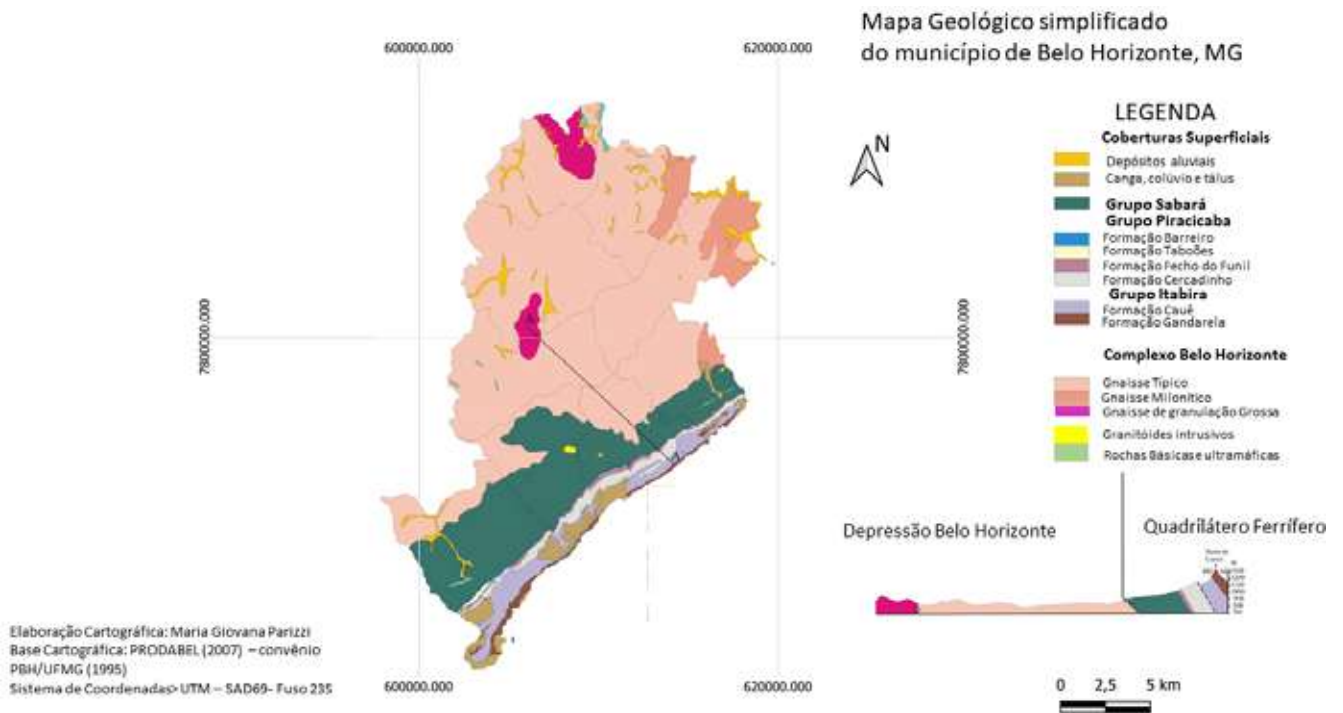 Mapa Geológico simplificado
do município de Belo Horizonte, MG
600000.000
620000.000
LEGENDA
Coberturas Superficiais
Depósitos aluviais
Canga, colúvio e tálus
Grupo Sabará
Grupo Piracicaba
Formação Barreiro
Formação Taboões
Formação Fecho do Funil
Formação Cercadinho
Grupo Itabira
Formação Cauê
Formação Gandarela
Complexo Belo Horizonte
Gnaisse Típico
Gnaisse Milonítico
Gnaisse de granulação Grossa
Granitóides intrusivos
Rochas Básicas e ultramáficas
N
7800000.000
7800000.000
Depressão Belo Horizonte
Quadrilátero Ferrífero
Elaboração Cartográfica: Maria Giovana Parizzi
Base Cartográfica: PRODABEL (2007) – convênio
PBH/UFMG (1995)
Sistema de Coordenadas> UTM – SAD69- Fuso 23S
600000.000
620000.000
0 2,5 5 km